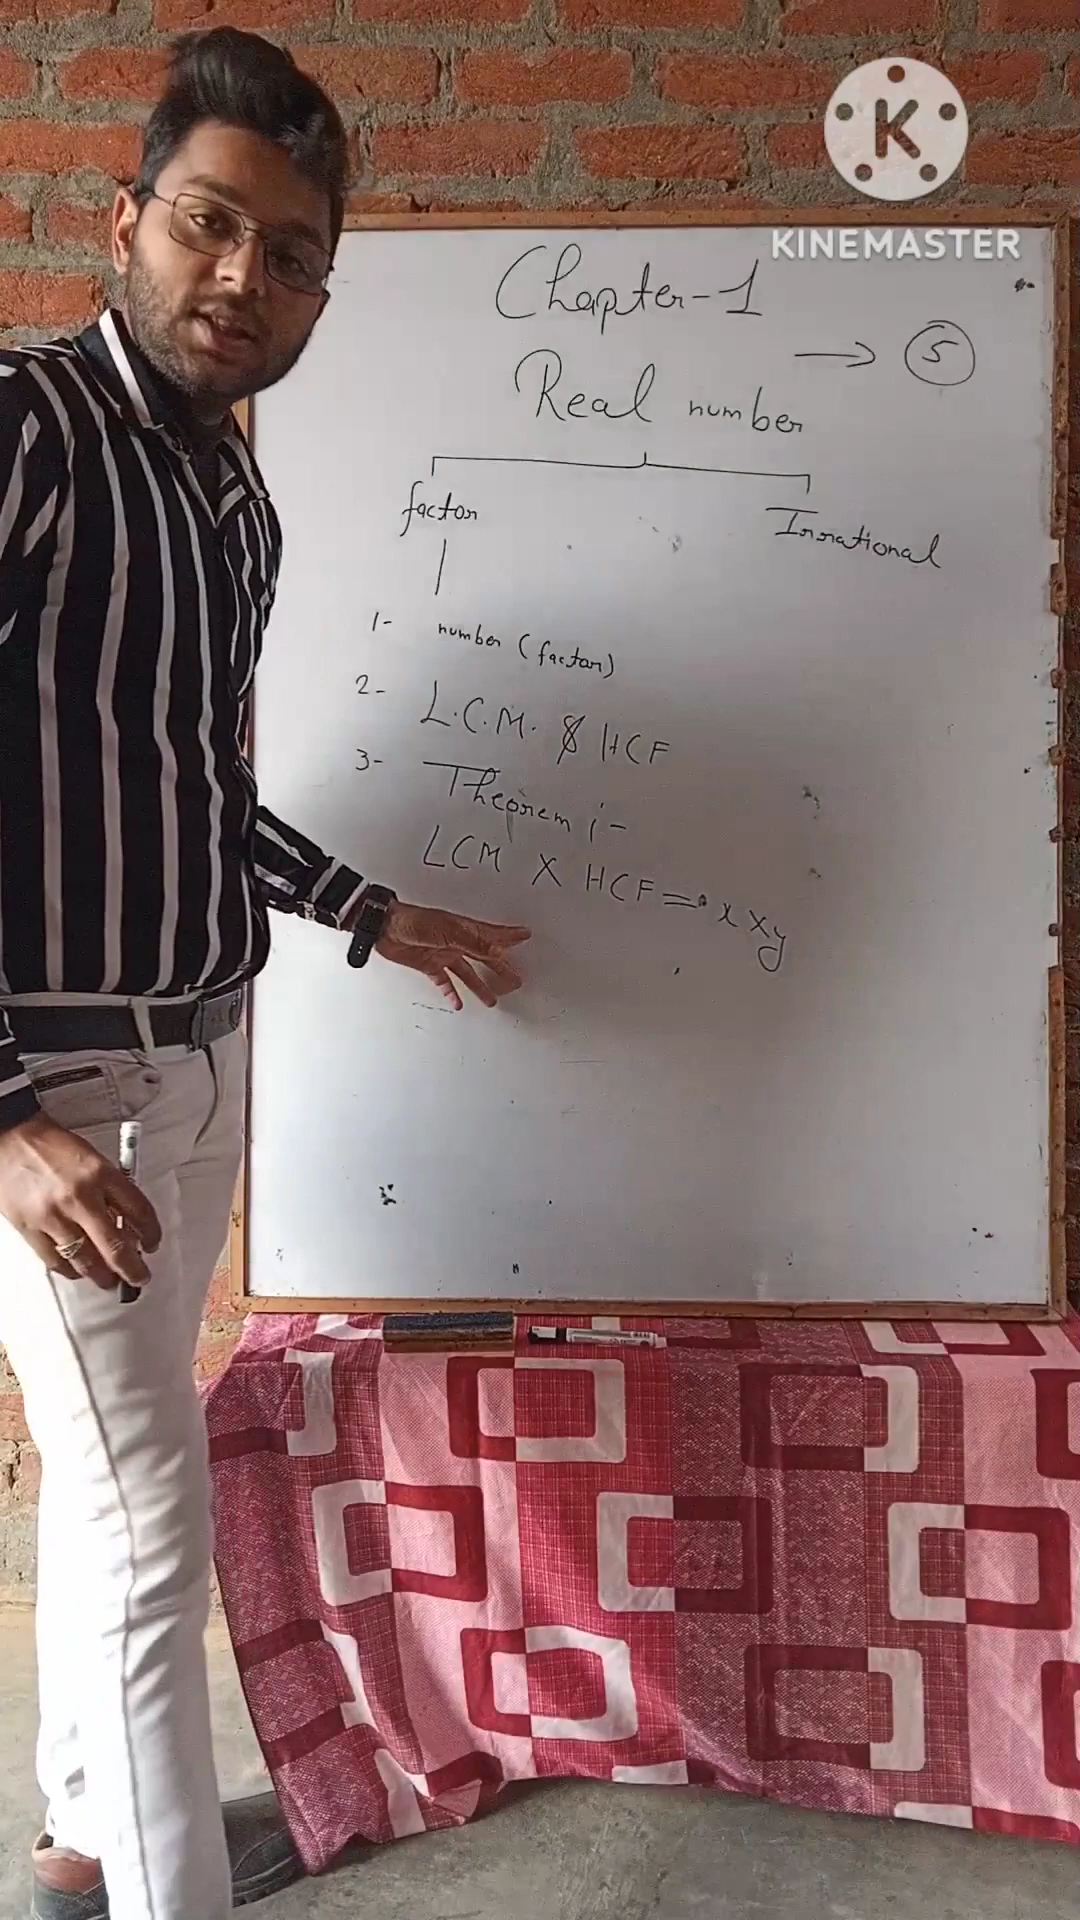 K
KINEMASTER
Chapter-1
→ 5
Real number
factor
Irrational
1- number (factor)
2- L.C.M. & HCF
3- Theorem :-
LCM X HCF = x X y